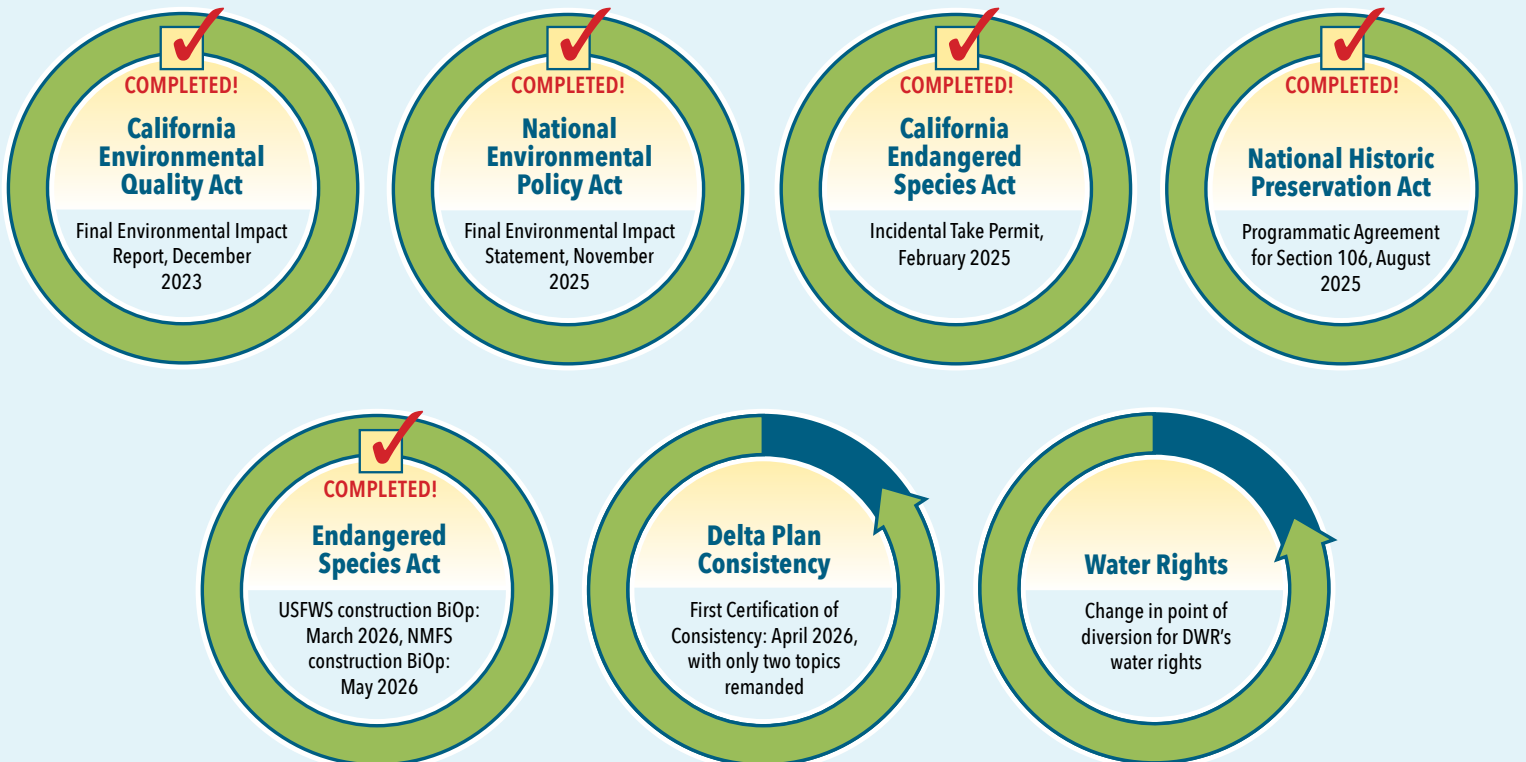 COMPLETED!
California
Environmental
Quality Act
Final Environmental Impact
Report, December
2023
COMPLETED!
National
Environmental
Policy Act
Final Environmental Impact
Statement, November
2025
COMPLETED!
California
Endangered
Species Act
Incidental Take Permit,
February 2025
COMPLETED!
National Historic
Preservation Act
Programmatic Agreement
for Section 106, August
2025
COMPLETED!
Endangered
Species Act
USFWS construction BiOp:
March 2026, NMFS
construction BiOp:
May 2026
Delta Plan
Consistency
First Certification of
Consistency: April 2026,
with only two topics
remanded
Water Rights
Change in point of
diversion for DWR's
water rights